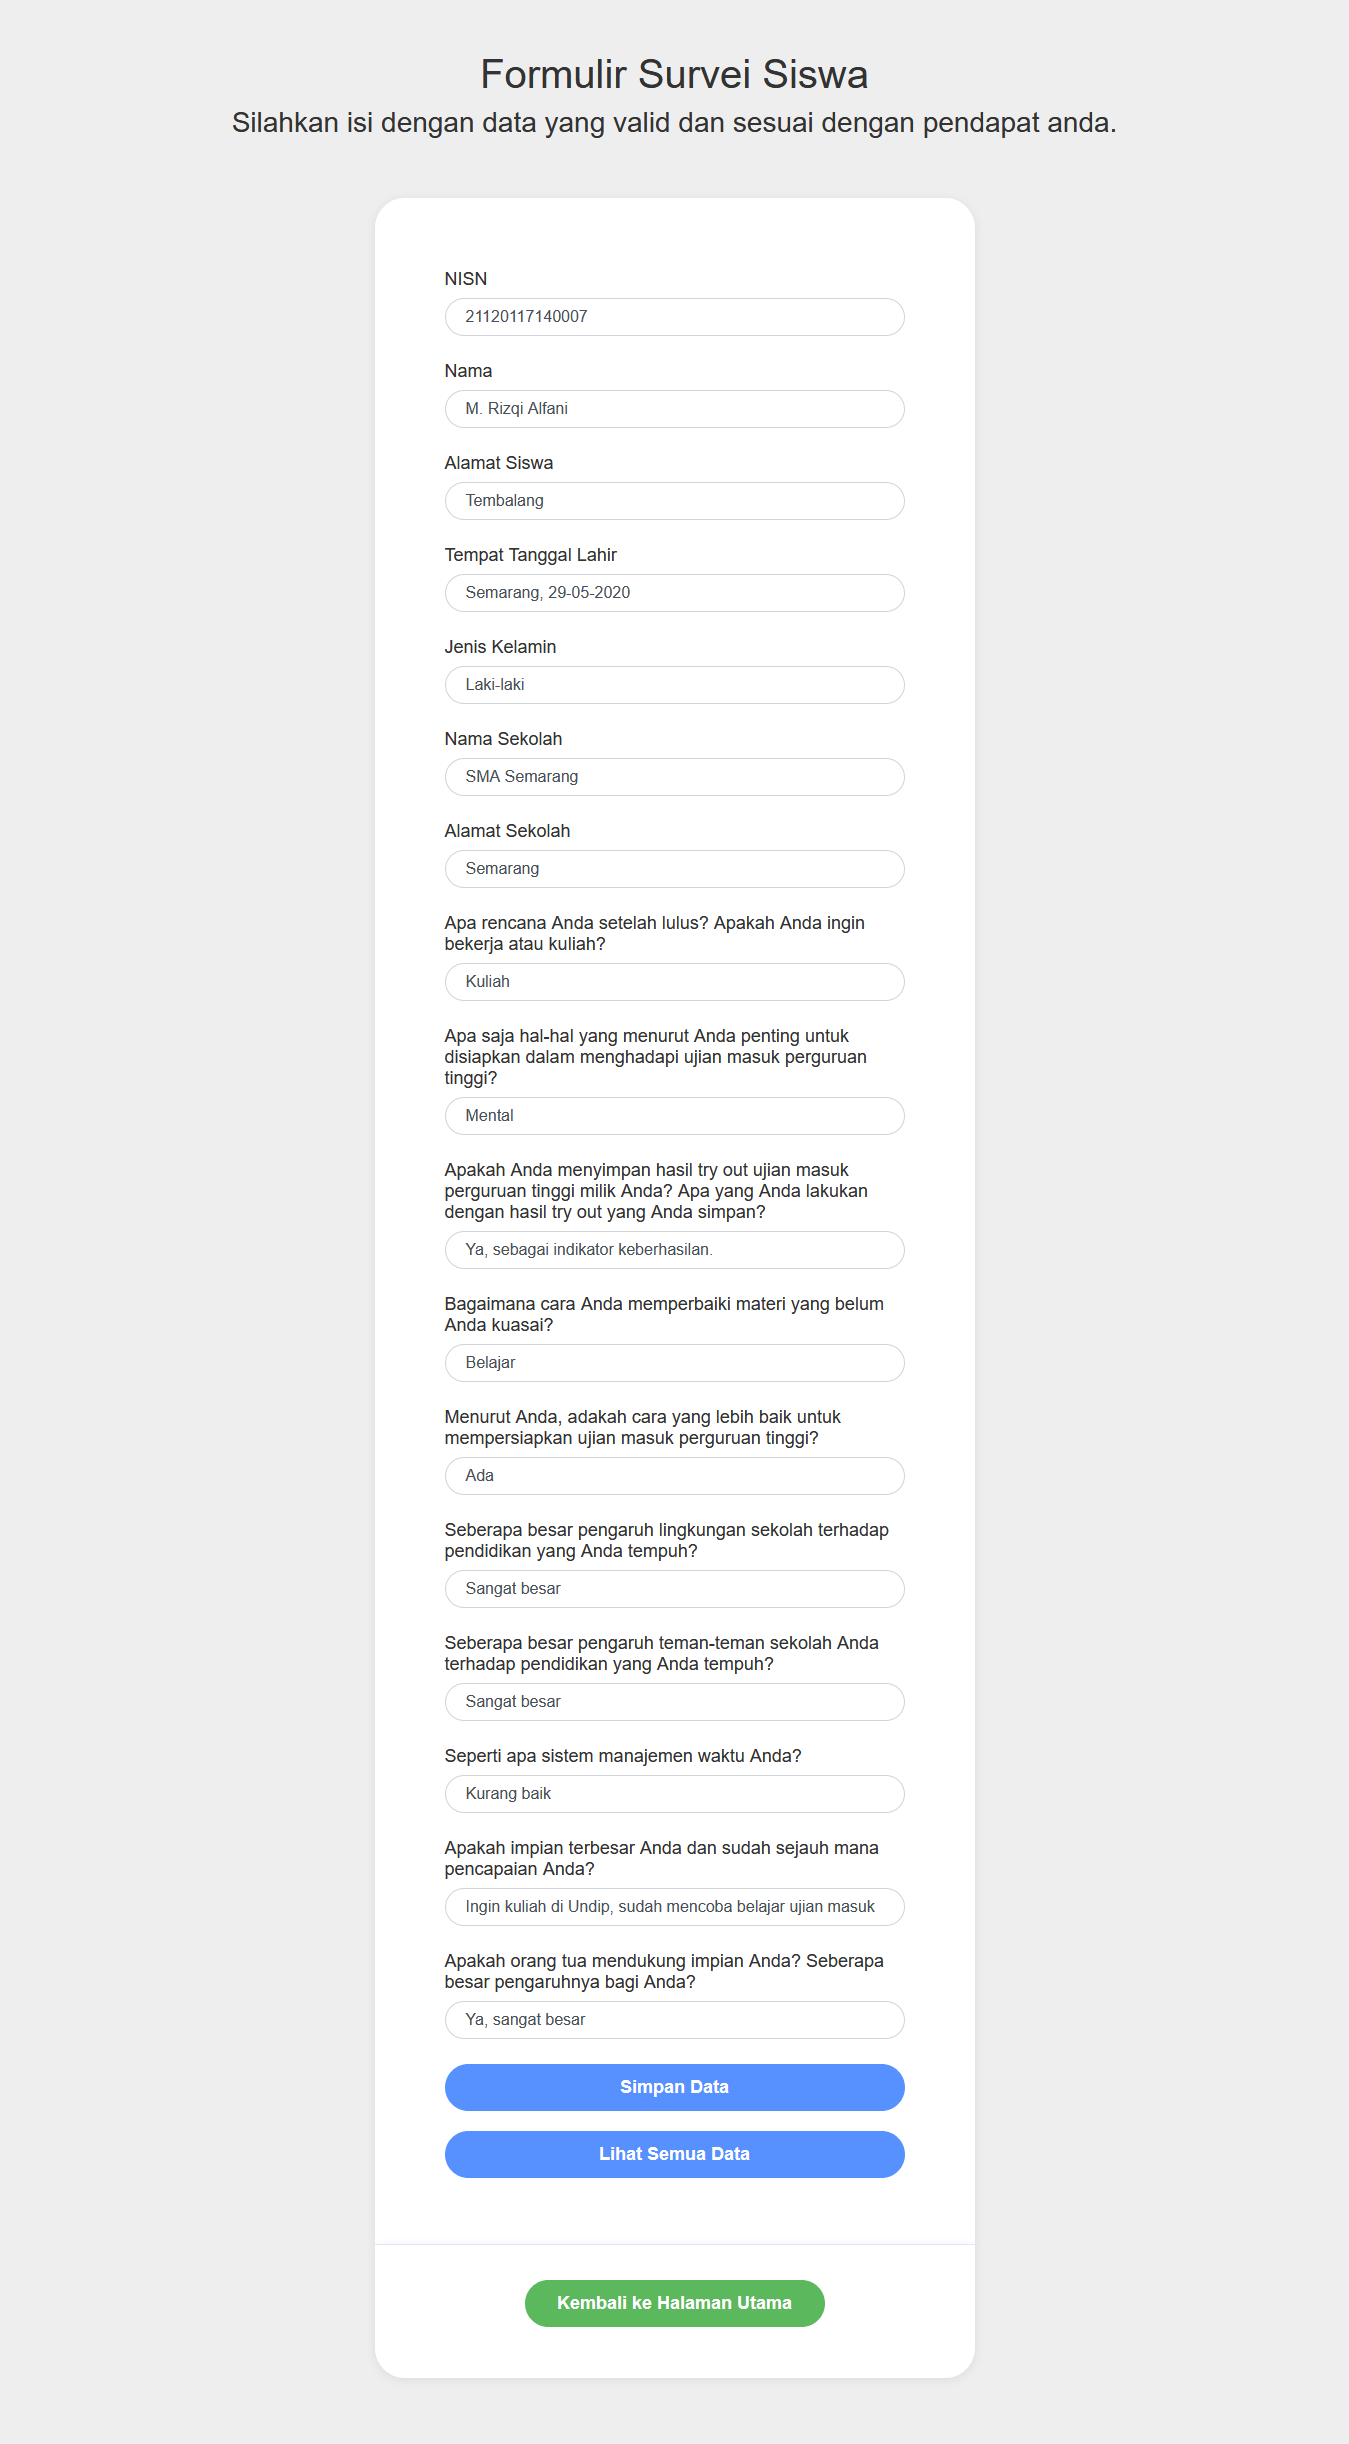 Formulir Survei Siswa
Silahkan isi dengan data yang valid dan sesuai dengan pendapat anda.
NISN
21120117140007
Nama
M. Rizqi Alfani
Alamat Siswa
Tembalang
Tempat Tanggal Lahir
Semarang, 29-05-2020
Jenis Kelamin
Laki-laki
Nama Sekolah
SMA Semarang
Alamat Sekolah
Semarang
Apa rencana Anda setelah lulus? Apakah Anda ingin
bekerja atau kuliah?
Kuliah
Apa saja hal-hal yang menurut Anda penting untuk
disiapkan dalam menghadapi ujian masuk perguruan
tinggi?
Mental
Apakah Anda menyimpan hasil try out ujian masuk
perguruan tinggi milik Anda? Apa yang Anda lakukan
dengan hasil try out yang Anda simpan?
Ya, sebagai indikator keberhasilan.
Bagaimana cara Anda memperbaiki materi yang belum
Anda kuasai?
Belajar
Menurut Anda, adakah cara yang lebih baik untuk
mempersiapkan ujian masuk perguruan tinggi?
Ada
Seberapa besar pengaruh lingkungan sekolah terhadap
pendidikan yang Anda tempuh?
Sangat besar
Seberapa besar pengaruh teman-teman sekolah Anda
terhadap pendidikan yang Anda tempuh?
Sangat besar
Seperti apa sistem manajemen waktu Anda?
Kurang baik
Apakah impian terbesar Anda dan sudah sejauh mana
pencapaian Anda?
Ingin kuliah di Undip, sudah mencoba belajar ujian masuk
Apakah orang tua mendukung impian Anda? Seberapa
besar pengaruhnya bagi Anda?
Ya, sangat besar
Simpan Data
Lihat Semua Data
Kembali ke Halaman Utama